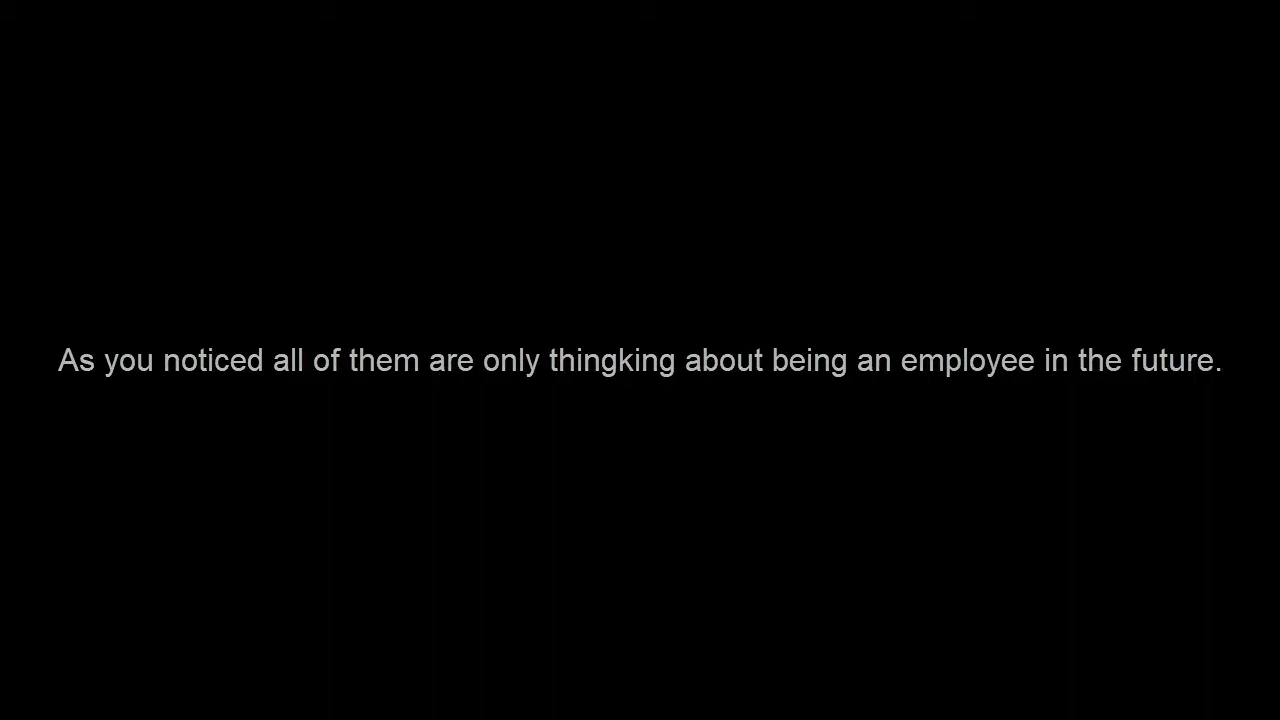 As you noticed all of them are only thingking about being an employee in the future.